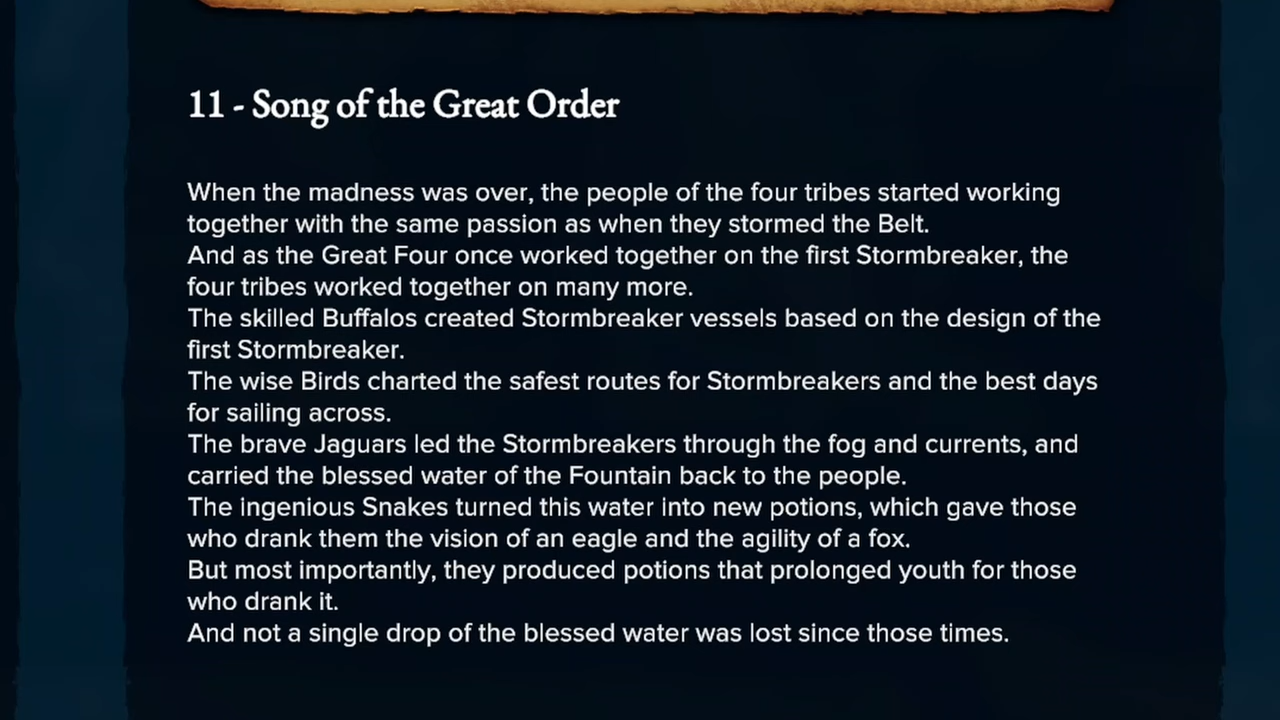 11 - Song of the Great Order
When the madness was over, the people of the four tribes started working
together with the same passion as when they stormed the Belt.
And as the Great Four once worked together on the first Stormbreaker, the
four tribes worked together on many more.
The skilled Buffalos created Stormbreaker vessels based on the design of the
first Stormbreaker.
The wise Birds charted the safest routes for Stormbreakers and the best days
for sailing across.
The brave Jaguars led the Stormbreakers through the fog and currents, and
carried the blessed water of the Fountain back to the people.
The ingenious Snakes turned this water into new potions, which gave those
who drank them the vision of an eagle and the agility of a fox.
But most importantly, they produced potions that prolonged youth for those
who drank it.
And not a single drop of the blessed water was lost since those times.